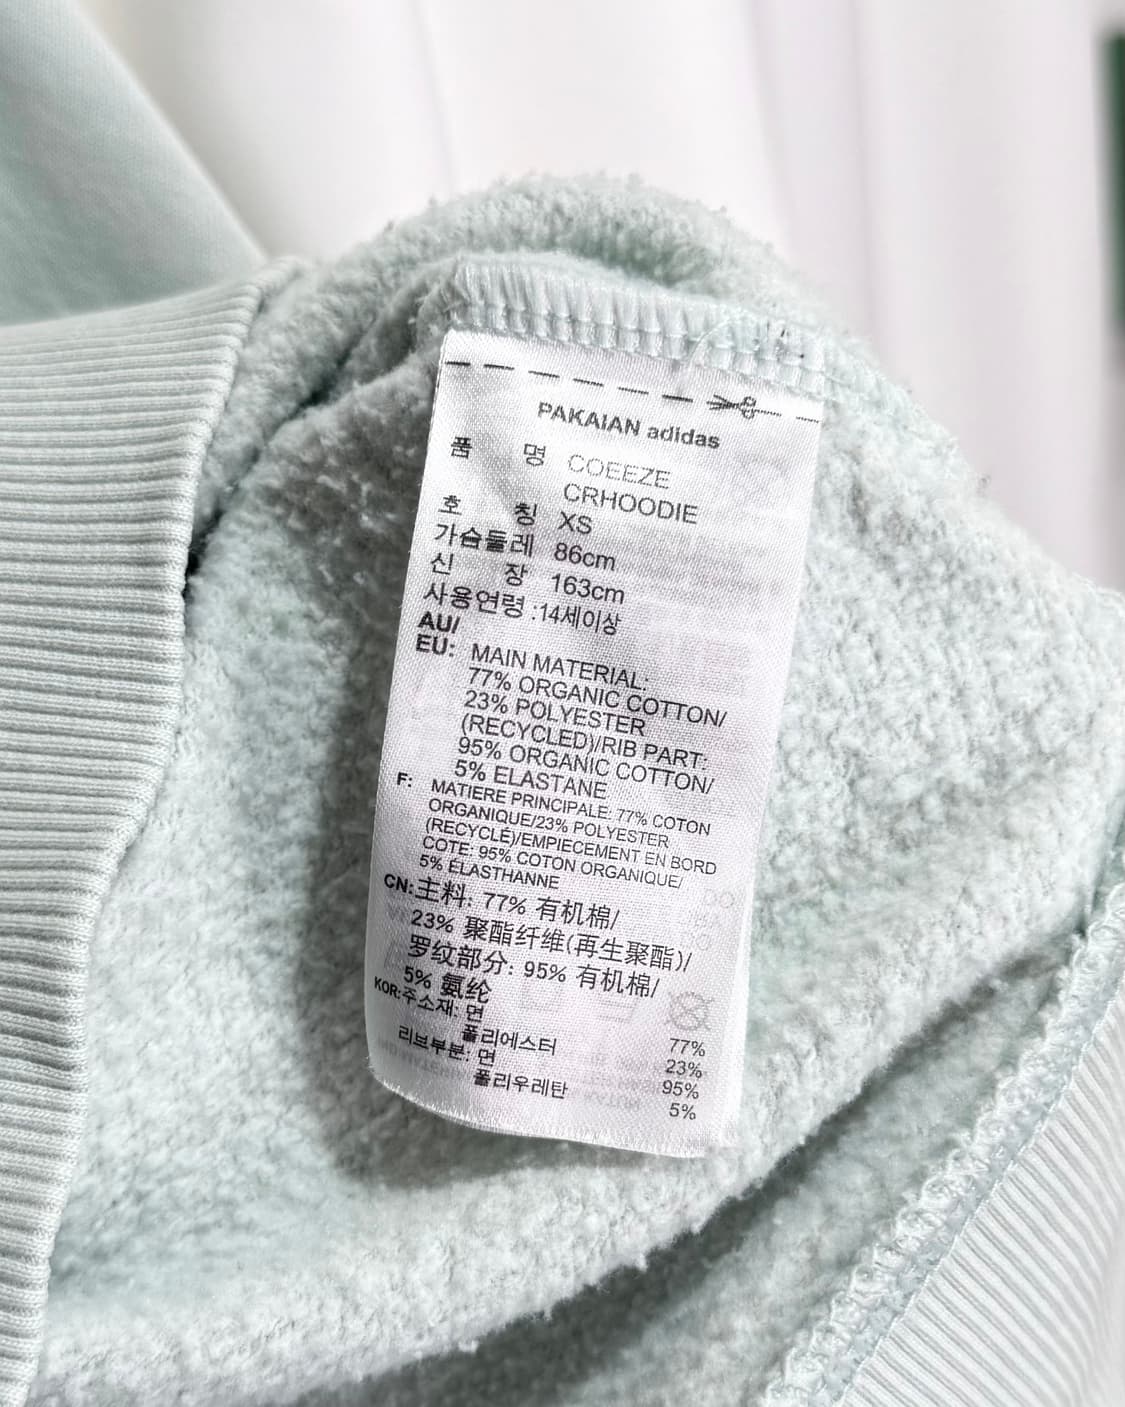 PAKAIAN adidas
품 명 COEEZE
CRHOODIE
호 칭 XS
가슴둘레 86cm
신 장 163cm
사용연령 :14세이상
AU/
EU: MAIN MATERIAL:
77% ORGANIC COTTON/
23% POLYESTER
(RECYCLED)/RIB PART:
95% ORGANIC COTTON/
5% ELASTANE
F: MATIERE PRINCIPALE: 77% COTON
ORGANIQUE/23% POLYESTER
(RECYCLÉ)/EMPIECEMENT EN BORD
COTE: 95% COTON ORGANIQUE/
5% ELASTHANNE
CN:主料: 77% 有机棉/
23% 聚酯纤维(再生聚酯)/
罗纹部分: 95% 有机棉/
5% 氨纶
KOR:주소재: 면 77%
폴리에스터 23%
리브부분: 면 95%
폴리우레탄 5%